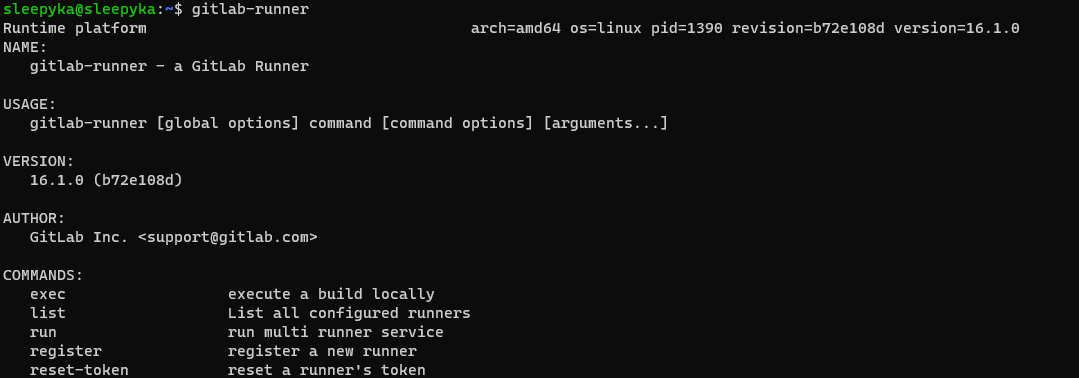 sleepyka@sleepyka:~$ gitlab-runner
Runtime platform                                    arch=amd64 os=linux pid=1390 revision=b72e108d version=16.1.0
NAME:
   gitlab-runner - a GitLab Runner
USAGE:
   gitlab-runner [global options] command [command options] [arguments...]
VERSION:
   16.1.0 (b72e108d)
AUTHOR:
   GitLab Inc. <support@gitlab.com>
COMMANDS:
   exec                  execute a build locally
   list                  List all configured runners
   run                   run multi runner service
   register              register a new runner
   reset-token           reset a runner's token